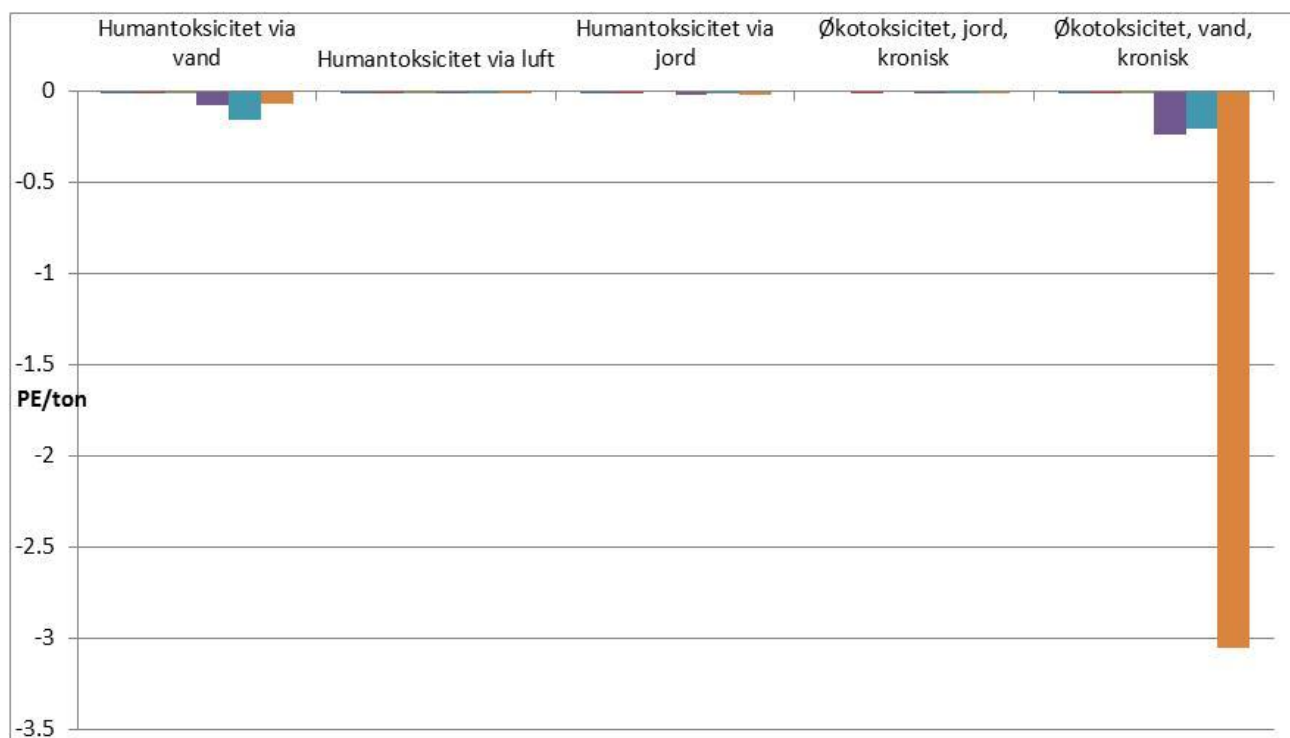 Humantoksicitet via
vand
Humantoksicitet via luft
Humantoksicitet via
jord
Økotoksicitet, jord,
kronisk
Økotoksicitet, vand,
kronisk
0
-0.5
-1
-1.5
PE/ton
-2
-2.5
-3
-3.5